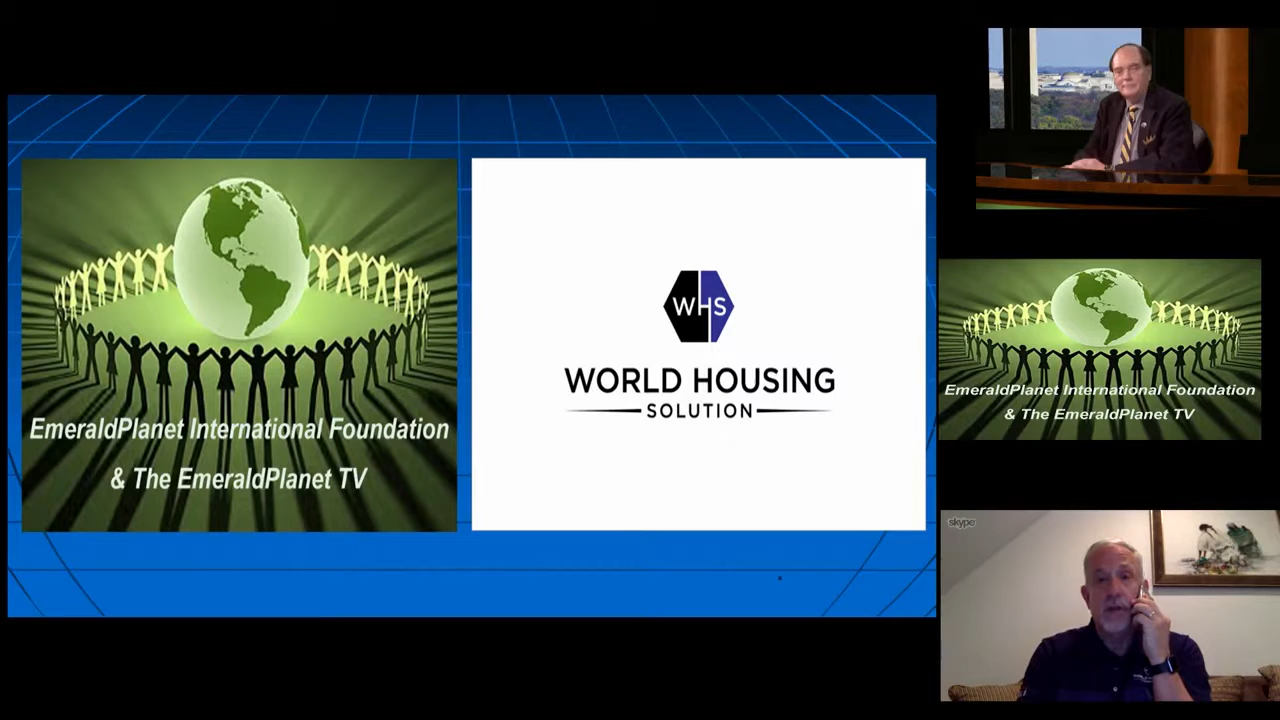 EmeraldPlanet International Foundation
& The EmeraldPlanet TV
WHS
WORLD HOUSING
SOLUTION
EmeraldPlanet International Foundation
& The EmeraldPlanet TV
skype